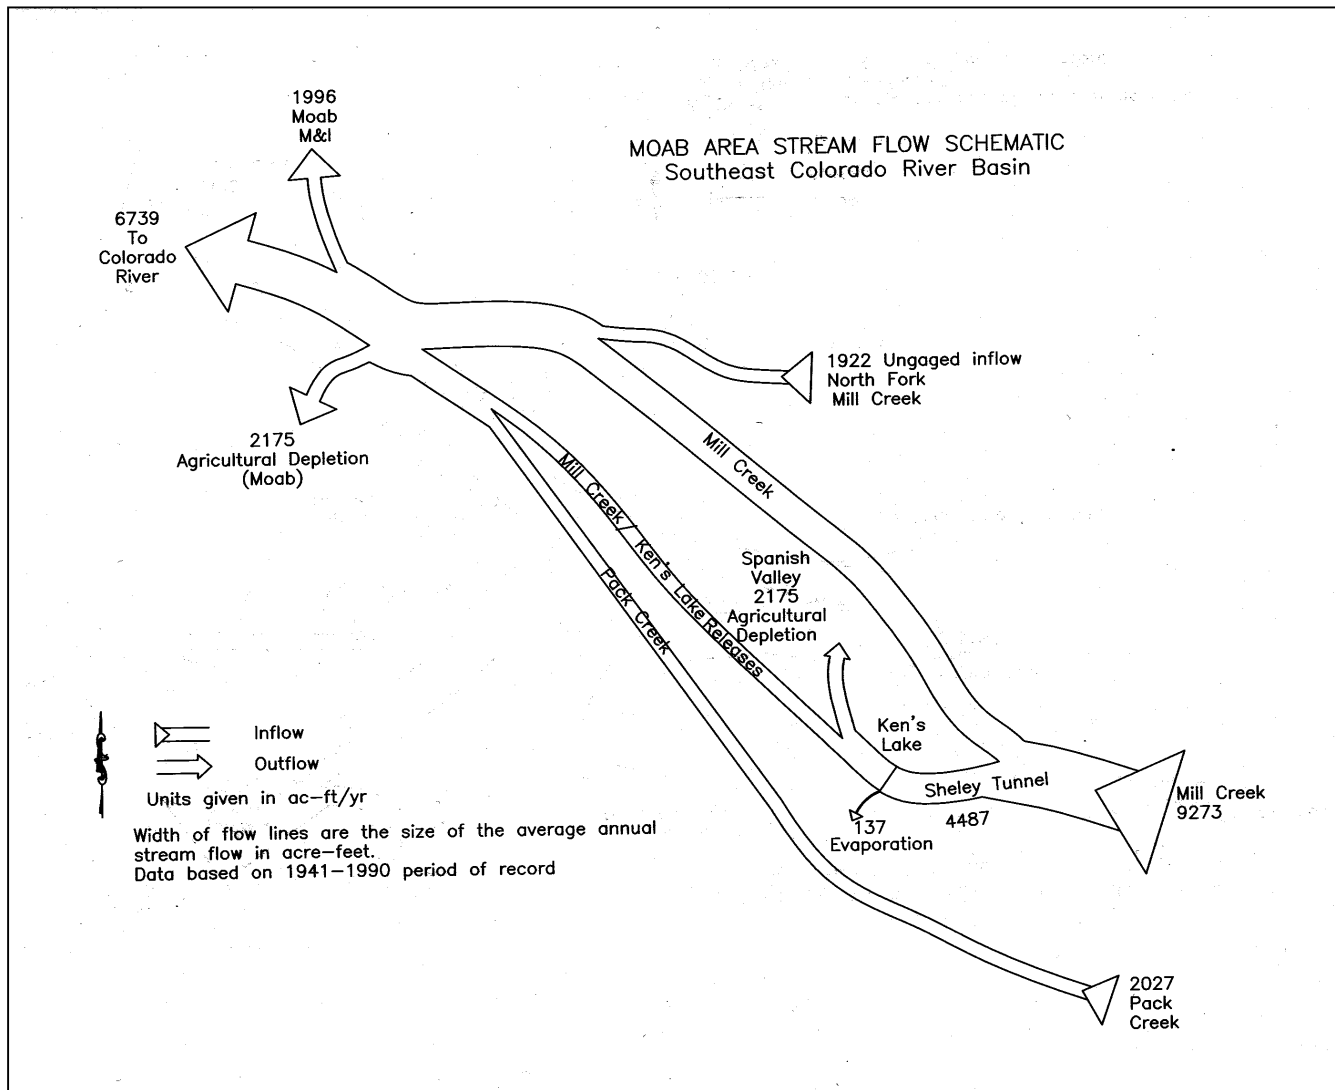 MOAB AREA STREAM FLOW SCHEMATIC
Southeast Colorado River Basin
1996
Moab
M&I
6739
To
Colorado
River
1922 Ungaged inflow
North Fork
Mill Creek
2175
Agricultural Depletion
(Moab)
Mill Creek
Mill Creek/ Ken's Lake Releases
Pack Creek
Spanish
Valley
2175
Agricultural
Depletion
Ken's
Lake
Sheley Tunnel
4487
137
Evaporation
Mill Creek
9273
Inflow
Outflow
Units given in ac-ft/yr
Width of flow lines are the size of the average annual
stream flow in acre-feet.
Data based on 1941-1990 period of record
2027
Pack
Creek